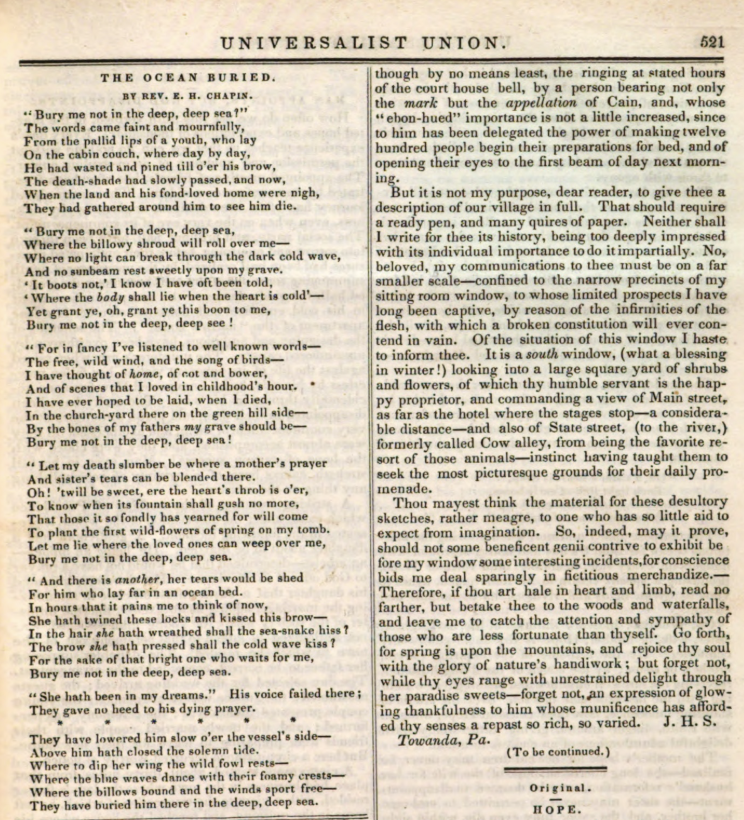 UNIVERSALIST UNION.
521
THE OCEAN BURIED.
BY REV. E. H. CHAPIN.
“ Bury me not in the deep, deep sea!”
The words came faint and mournfully,
From the pallid lips of a youth, who lay
On the cabin couch, where day by day,
He had wasted and pined till o'er his brow,
The death-shade had slowly passed, and now,
When the land and his fond-loved home were nigh,
They had gathered around him to see him die.
“ Bury me not in the deep, deep sea,
Where the billowy shroud will roll over me—
Where no light can break through the dark cold wave,
And no sunbeam rest sweetly upon my grave.
‘ It boots not,’ I know I have oft been told,
‘ Where the body shall lie when the heart is cold’—
Yet grant ye, oh, grant ye this boon to me,
Bury me not in the deep, deep see !
“ For in fancy I've listened to well known words—
The free, wild wind, and the song of birds—
I have thought of home, of cot and bower,
And of scenes that I loved in childhood's hour.
I have ever hoped to be laid, when I died,
In the church-yard there on the green hill side—
By the bones of my fathers my grave should be—
Bury me not in the deep, deep sea !
“ Let my death slumber be where a mother's prayer
And sister's tears can be blended there.
Oh! 'twill be sweet, ere the heart's throb is o'er,
To know when its fountain shall gush no more,
That those it so fondly has yearned for will come
To plant the first wild-flowers of spring on my tomb.
Let me lie where the loved ones can weep over me,
Bury me not in the deep, deep sea.
“ And there is another, her tears would be shed
For him who lay far in an ocean bed.
In hours that it pains me to think of now,
She hath twined these locks and kissed this brow—
In the hair she hath wreathed shall the sea-snake hiss ?
The brow she hath pressed shall the cold wave kiss ?
For the sake of that bright one who waits for me,
Bury me not in the deep, deep sea.
“ She hath been in my dreams.” His voice failed there ;
They gave no heed to his dying prayer.
* * * * * *
They have lowered him slow o'er the vessel's side—
Above him hath closed the solemn tide.
Where to dip her wing the wild fowl rests—
Where the blue waves dance with their foamy crests—
Where the billows bound and the winds sport free—
They have buried him there in the deep, deep sea.
though by no means least, the ringing at stated hours
of the court house bell, by a person bearing not only
the mark but the appellation of Cain, and, whose
“ ebon-hued” importance is not a little increased, since
to him has been delegated the power of making twelve
hundred people begin their preparations for bed, and of
opening their eyes to the first beam of day next morn-
ing.
But it is not my purpose, dear reader, to give thee a
description of our village in full. That should require
a ready pen, and many quires of paper. Neither shall
I write for thee its history, being too deeply impressed
with its individual importance to do it impartially. No,
beloved, my communications to thee must be on a far
smaller scale—confined to the narrow precincts of my
sitting room window, to whose limited prospects I have
long been captive, by reason of the infirmities of the
flesh, with which a broken constitution will ever con-
tend in vain. Of the situation of this window I haste
to inform thee. It is a south window, (what a blessing
in winter!) looking into a large square yard of shrubs
and flowers, of which thy humble servant is the hap-
py proprietor, and commanding a view of Main street,
as far as the hotel where the stages stop—a considera-
ble distance—and also of State street, (to the river,)
formerly called Cow alley, from being the favorite re-
sort of those animals—instinct having taught them to
seek the most picturesque grounds for their daily pro-
menade.
Thou mayest think the material for these desultory
sketches, rather meagre, to one who has so little aid to
expect from imagination. So, indeed, may it prove,
should not some beneficent genii contrive to exhibit be
fore my window some interesting incidents, for conscience
bids me deal sparingly in fictitious merchandize.—
Therefore, if thou art hale in heart and limb, read no
farther, but betake thee to the woods and waterfalls,
and leave me to catch the attention and sympathy of
those who are less fortunate than thyself. Go forth,
for spring is upon the mountains, and rejoice thy soul
with the glory of nature's handiwork ; but forget not,
while thy eyes range with unrestrained delight through
her paradise sweets—forget not, an expression of glow-
ing thankfulness to him whose munificence has afford-
ed thy senses a repast so rich, so varied. J. H. S.
Towanda, Pa.
(To be continued.)
Original.
HOPE.